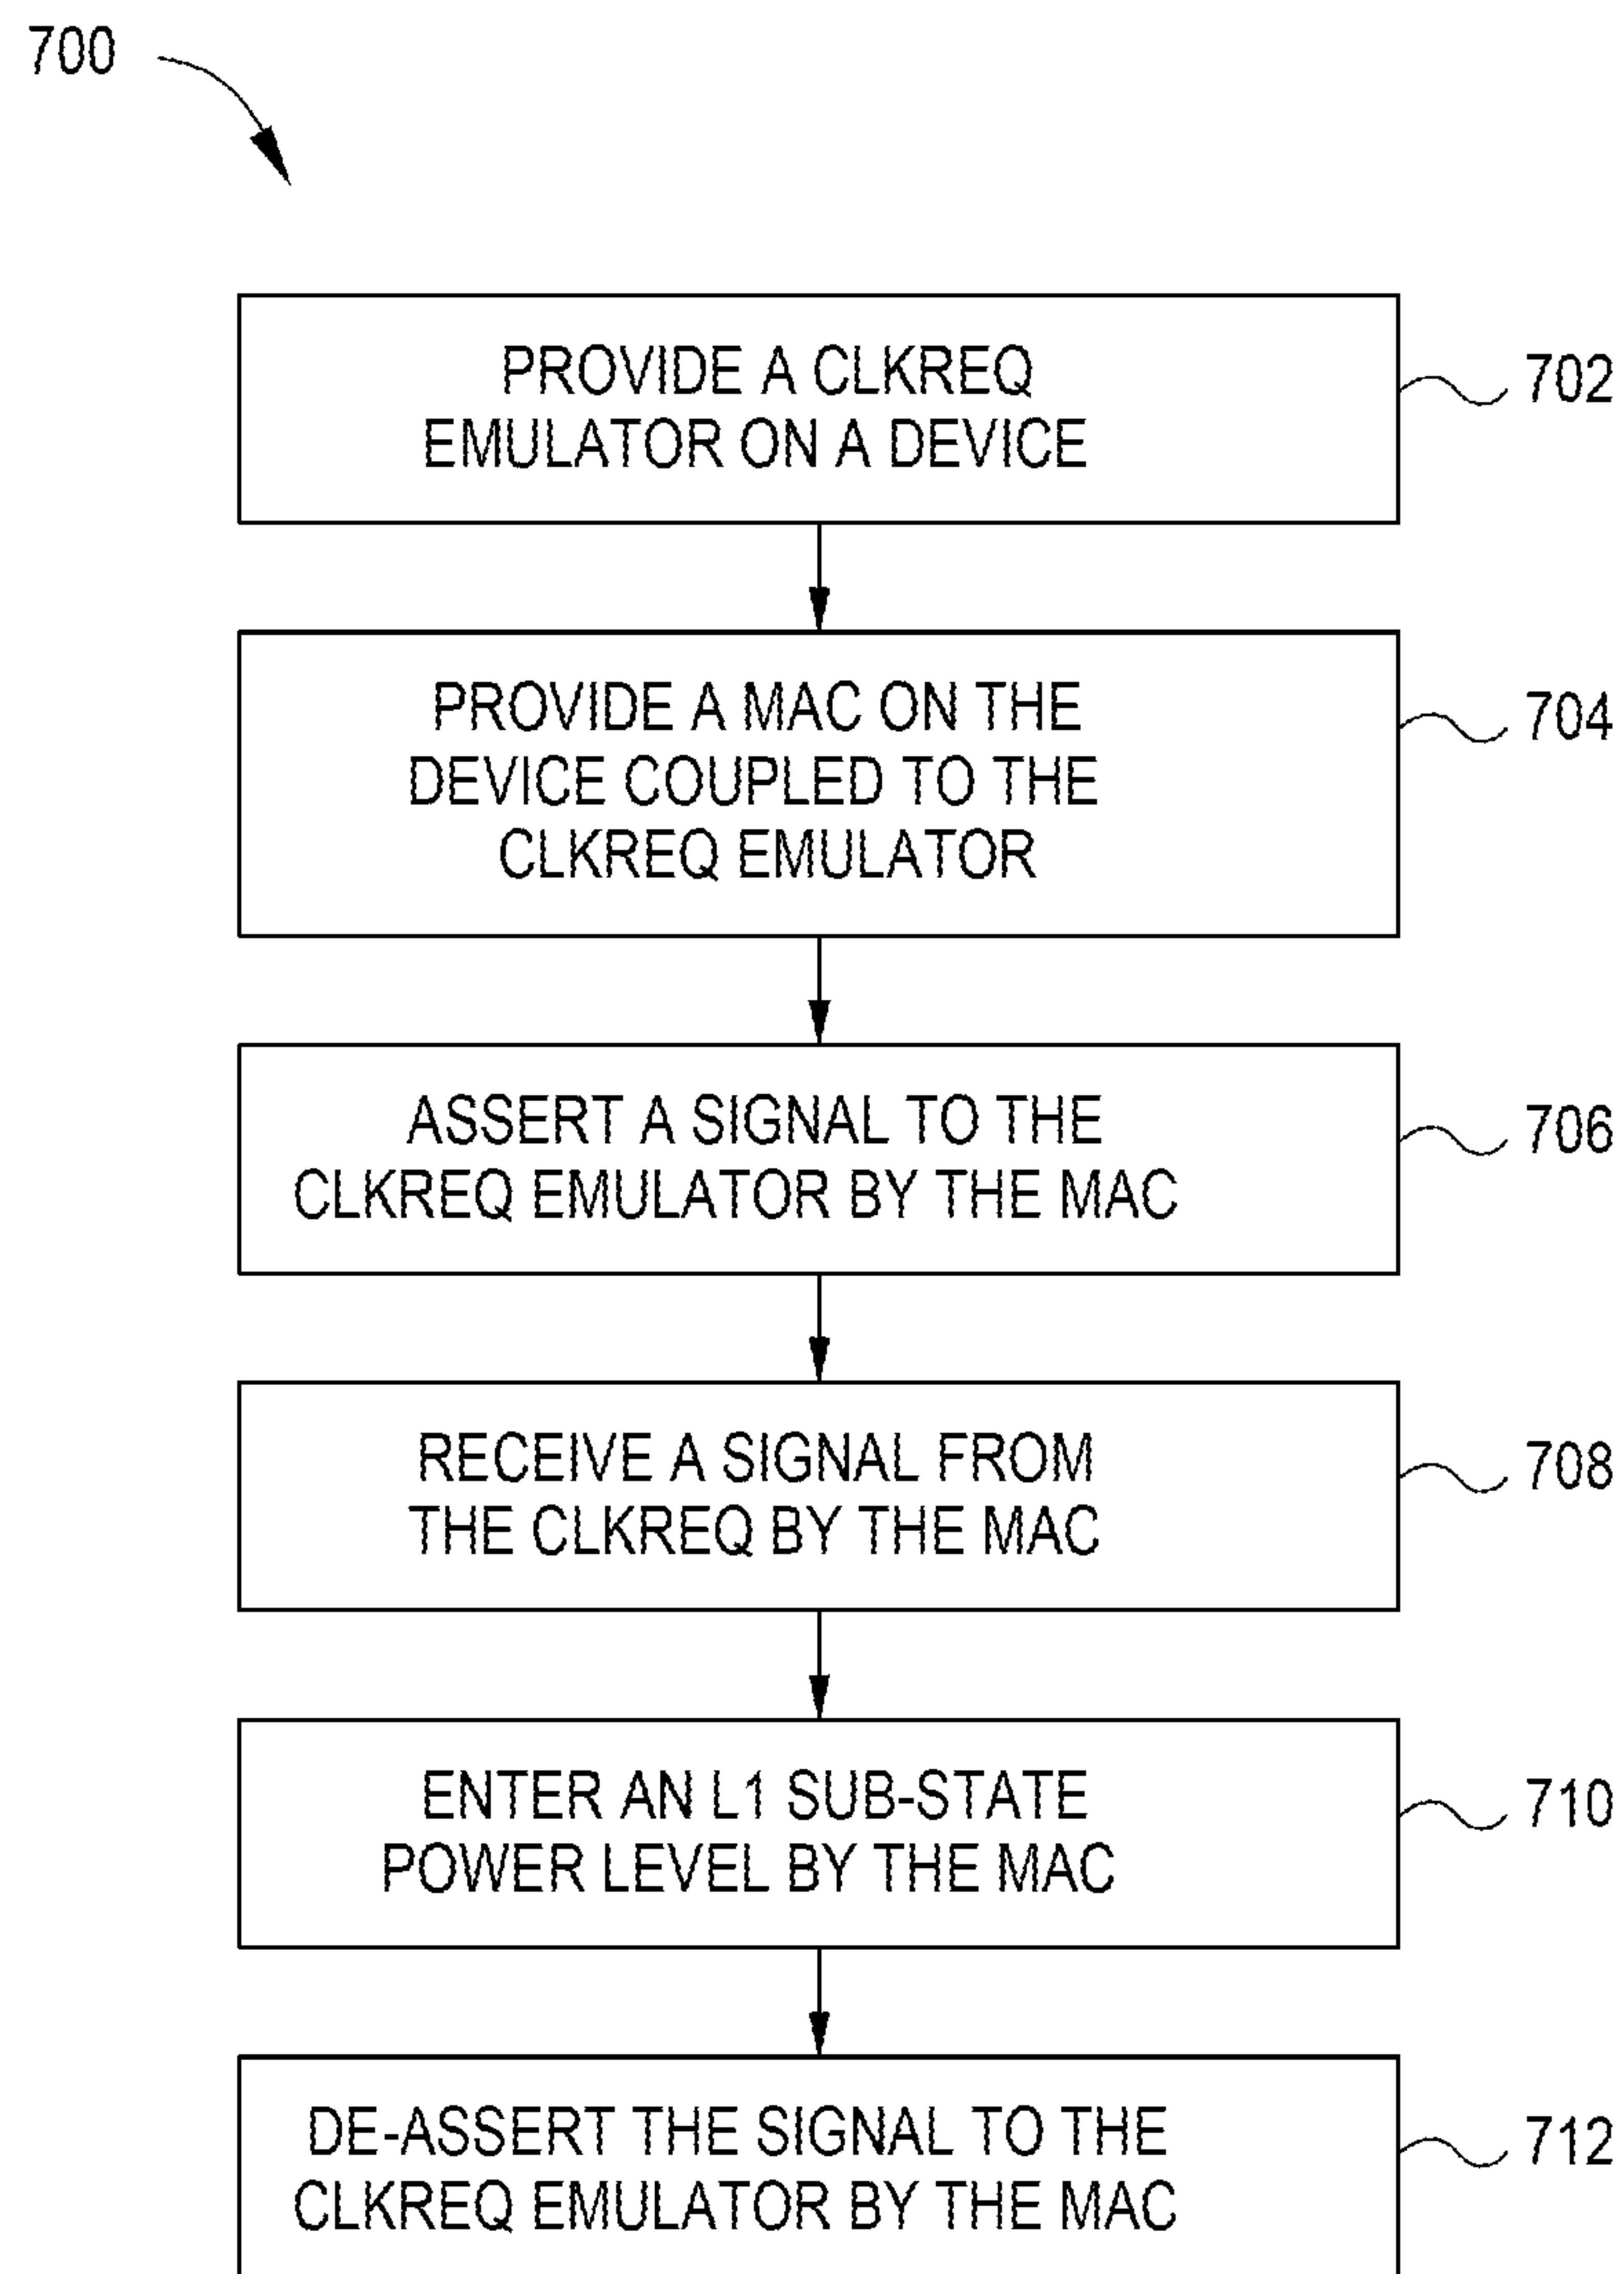 700
PROVIDE A CLKREQ
EMULATOR ON A DEVICE
702
PROVIDE A MAC ON THE
DEVICE COUPLED TO THE
CLKREQ EMULATOR
704
ASSERT A SIGNAL TO THE
CLKREQ EMULATOR BY THE MAC
706
RECEIVE A SIGNAL FROM
THE CLKREQ BY THE MAC
708
ENTER AN L1 SUB-STATE
POWER LEVEL BY THE MAC
710
DE-ASSERT THE SIGNAL TO THE
CLKREQ EMULATOR BY THE MAC
712